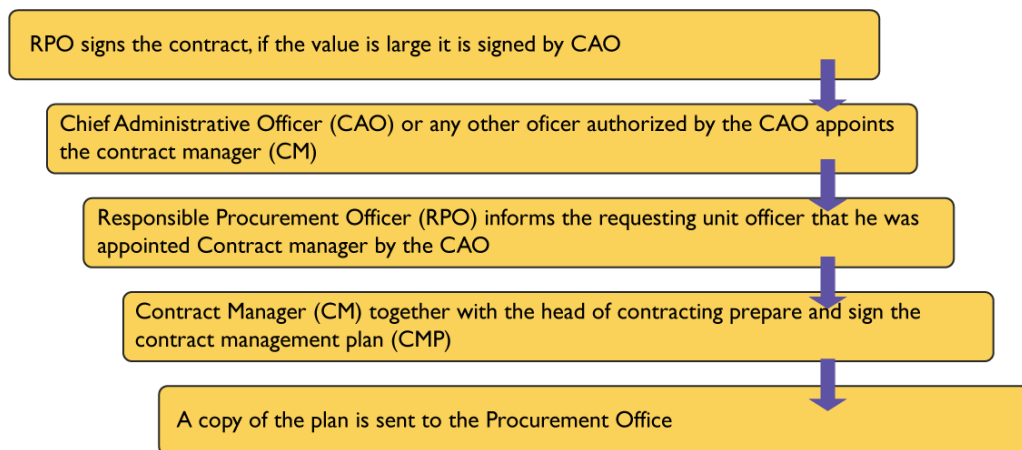 RPO signs the contract, if the value is large it is signed by CAO
Chief Administrative Officer (CAO) or any other oficer authorized by the CAO appoints
the contract manager (CM)
Responsible Procurement Officer (RPO) informs the requesting unit officer that he was
appointed Contract manager by the CAO
Contract Manager (CM) together with the head of contracting prepare and sign the
contract management plan (CMP)
A copy of the plan is sent to the Procurement Office